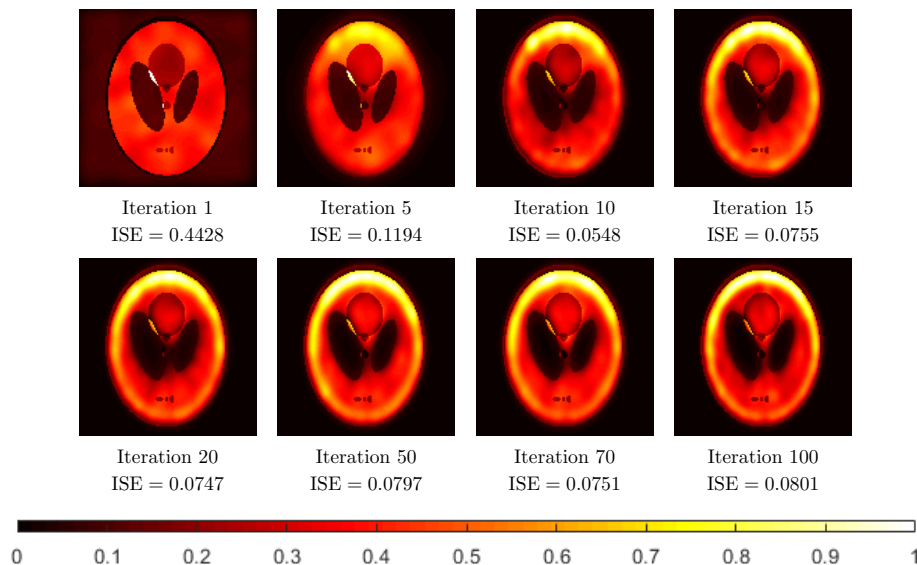 Iteration 1 Iteration 5 Iteration 10 Iteration 15
ISE = 0.4428 ISE = 0.1194 ISE = 0.0548 ISE = 0.0755
Iteration 20 Iteration 50 Iteration 70 Iteration 100
ISE = 0.0747 ISE = 0.0797 ISE = 0.0751 ISE = 0.0801
0 0.1 0.2 0.3 0.4 0.5 0.6 0.7 0.8 0.9 1